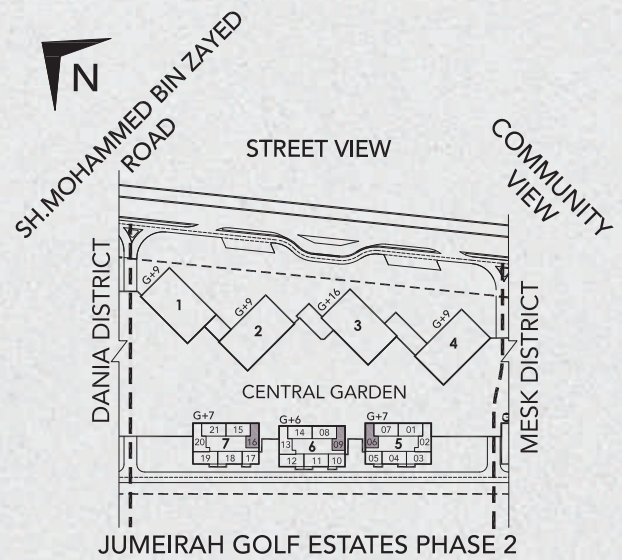 N
SH.MOHAMMED BIN ZAYED
ROAD
STREET VIEW
COMMUNITY
VIEW
DANIA DISTRICT
MESK DISTRICT
G+9
1
G+9
2
G+16
3
G+9
4
CENTRAL GARDEN
G+7
21 15
20 7 16
19 18 17
G+6
14 08
13 6 09
12 11 10
G+7
07 01
06 5 02
05 04 03
G
JUMEIRAH GOLF ESTATES PHASE 2